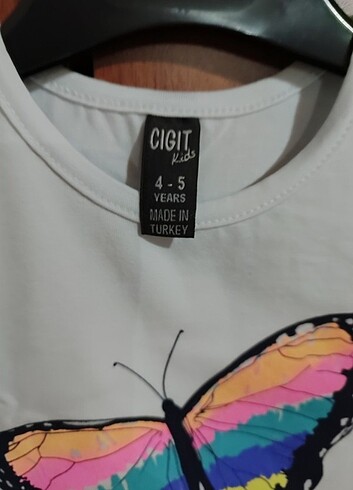 CIGIT
Kids
4 - 5
YEARS
MADE IN
TURKEY